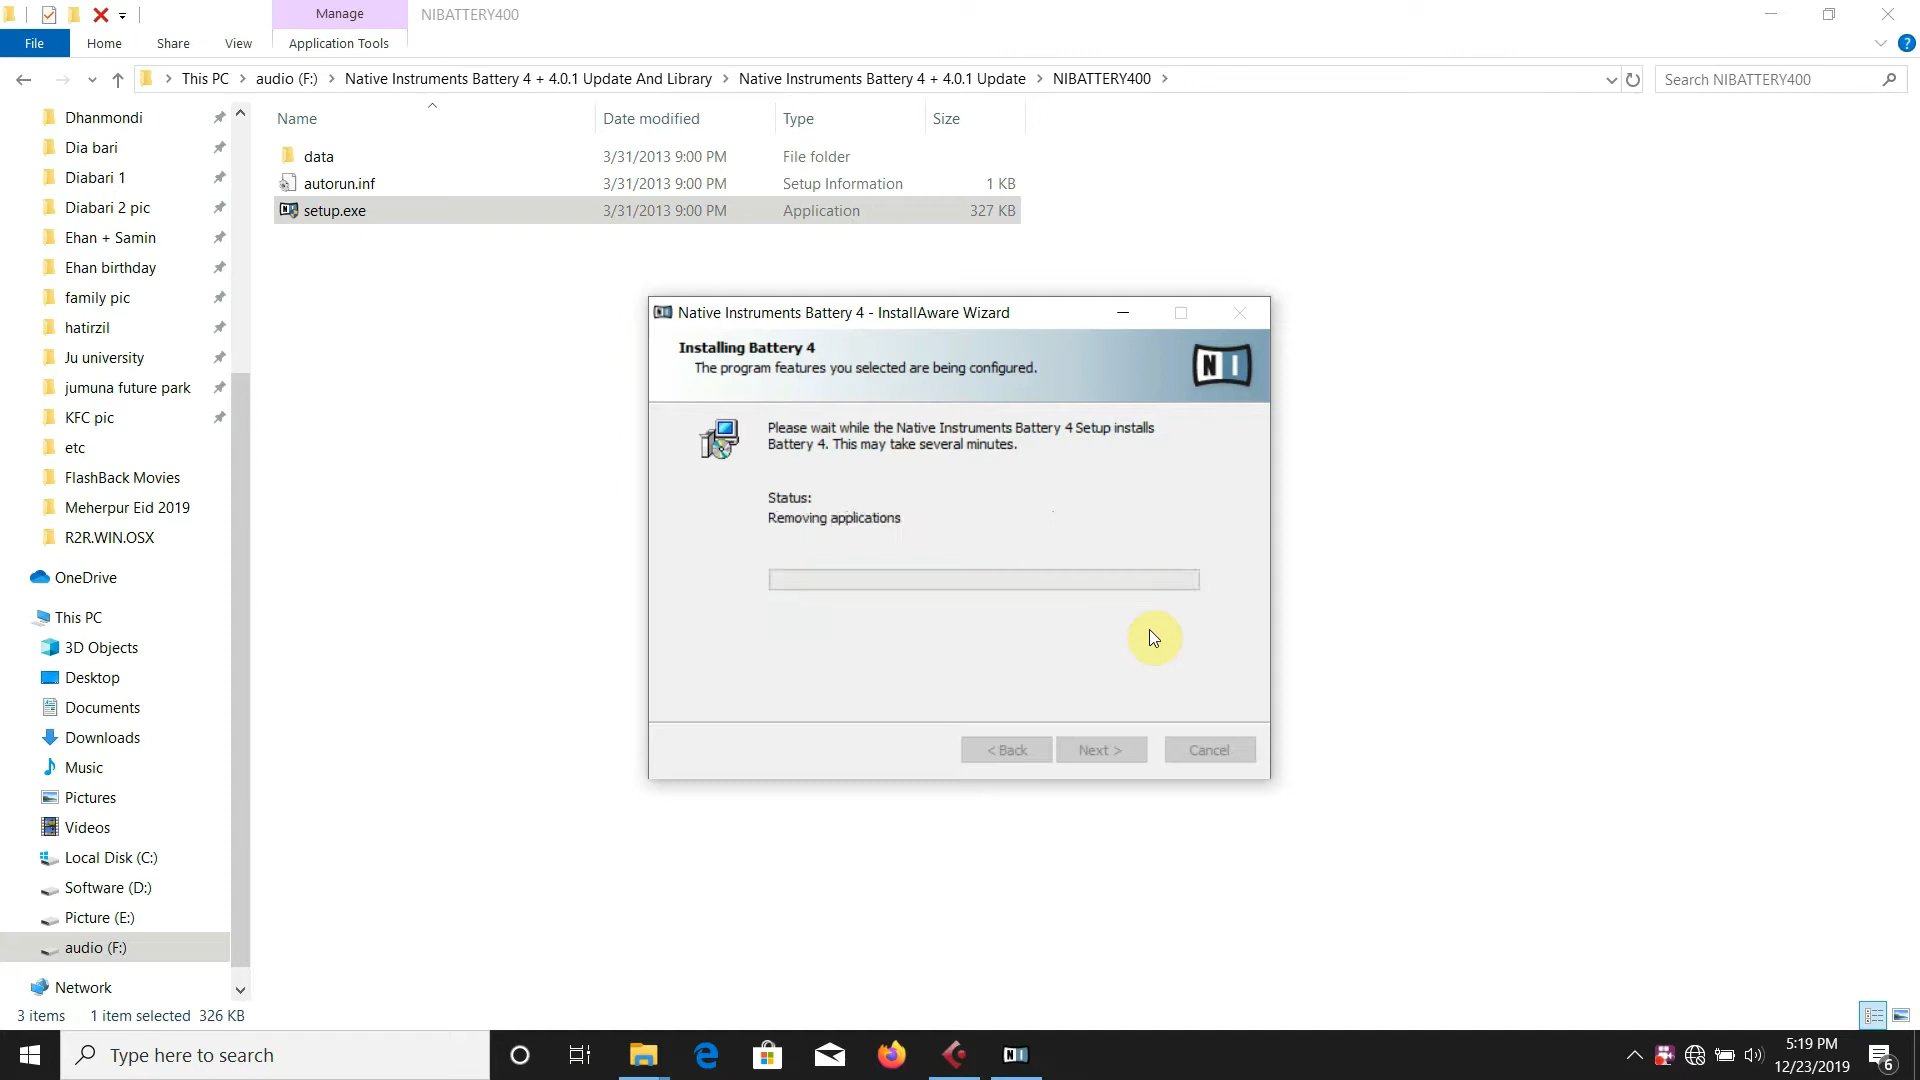 Manage
NIBATTERY400
File
Home
Share
View
Application Tools
This PC
audio (F:)
Native Instruments Battery 4 + 4.0.1 Update And Library
Native Instruments Battery 4 + 4.0.1 Update
NIBATTERY400
Search NIBATTERY400
Name
Date modified
Type
Size
data
3/31/2013 9:00 PM
File folder
autorun.inf
3/31/2013 9:00 PM
Setup Information
1 KB
setup.exe
3/31/2013 9:00 PM
Application
327 KB
Dhanmondi
Dia bari
Diabari 1
Diabari 2 pic
Ehan + Samin
Ehan birthday
family pic
hatirzil
Ju university
jumuna future park
KFC pic
etc
FlashBack Movies
Meherpur Eid 2019
R2R.WIN.OSX
OneDrive
This PC
3D Objects
Desktop
Documents
Downloads
Music
Pictures
Videos
Local Disk (C:)
Software (D:)
Picture (E:)
audio (F:)
Network
Native Instruments Battery 4 - InstallAware Wizard
Installing Battery 4
The program features you selected are being configured.
NI
Please wait while the Native Instruments Battery 4 Setup installs
Battery 4. This may take several minutes.
Status:
Removing applications
< Back
Next >
Cancel
3 items
1 item selected 326 KB
Type here to search
NI
5:19 PM
12/23/2019
6